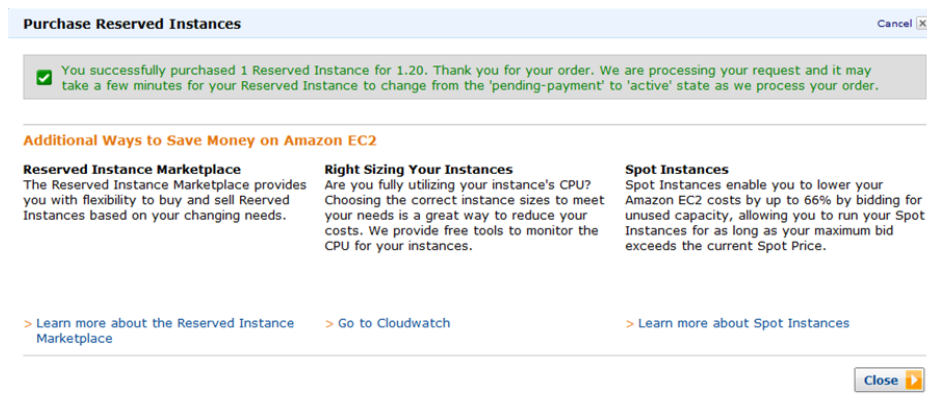 Purchase Reserved Instances
Cancel
You successfully purchased 1 Reserved Instance for 1.20. Thank you for your order. We are processing your request and it may
take a few minutes for your Reserved Instance to change from the 'pending-payment' to 'active' state as we process your order.
Additional Ways to Save Money on Amazon EC2
Reserved Instance Marketplace
The Reserved Instance Marketplace provides
you with flexibility to buy and sell Reerved
Instances based on your changing needs.
Right Sizing Your Instances
Are you fully utilizing your instance's CPU?
Choosing the correct instance sizes to meet
your needs is a great way to reduce your
costs. We provide free tools to monitor the
CPU for your instances.
Spot Instances
Spot Instances enable you to lower your
Amazon EC2 costs by up to 66% by bidding for
unused capacity, allowing you to run your Spot
Instances for as long as your maximum bid
exceeds the current Spot Price.
> Learn more about the Reserved Instance
Marketplace
> Go to Cloudwatch
> Learn more about Spot Instances
Close